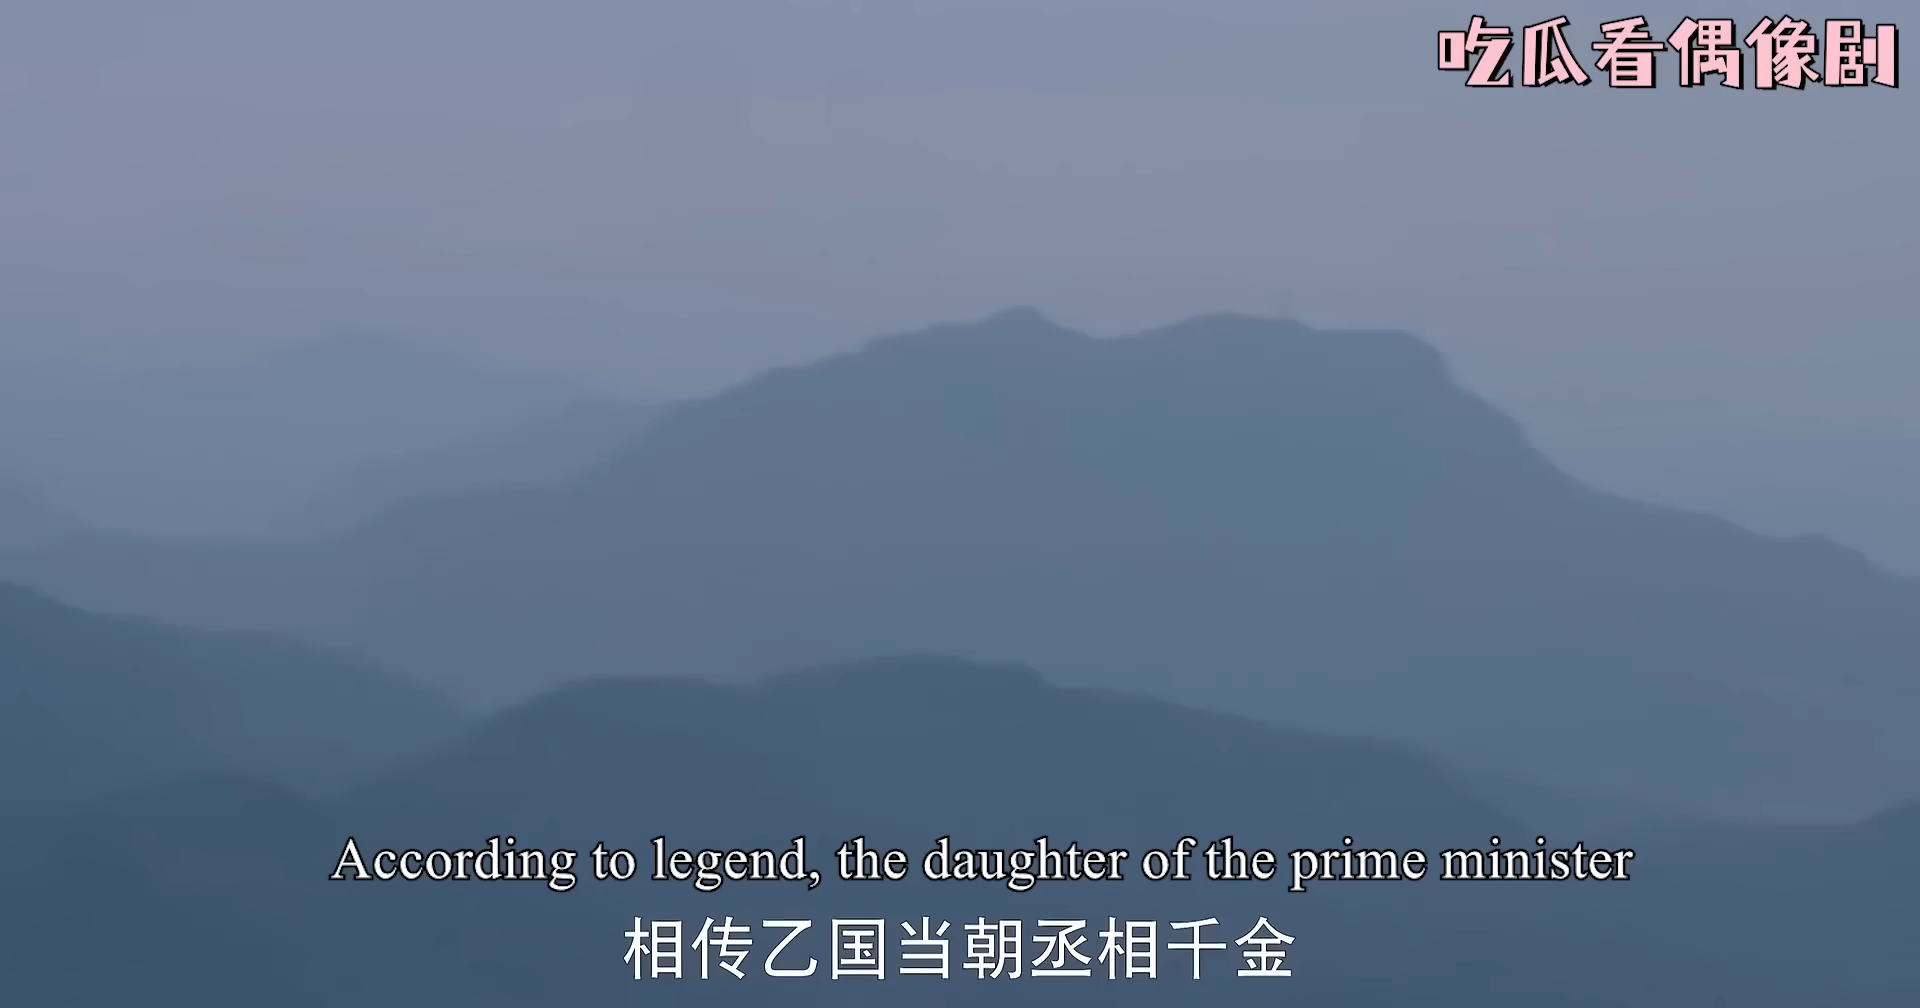 吃瓜看偶像剧
According to legend, the daughter of the prime minister
相传乙国当朝丞相千金